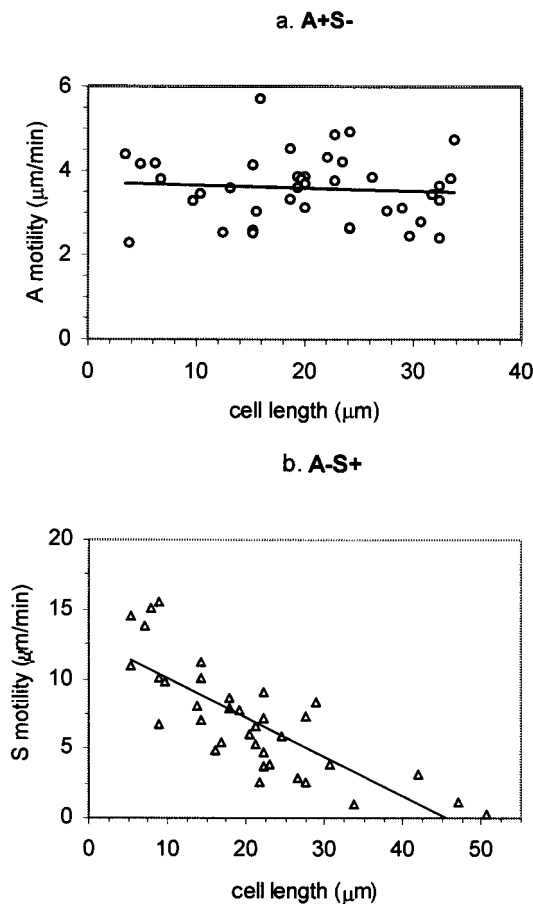 a. A+S-
6
4
2
0
A motility (μm/min)
0 10 20 30 40
cell length (μm)
b. A-S+
20
15
10
5
0
S motility (μm/min)
0 10 20 30 40 50
cell length (μm)